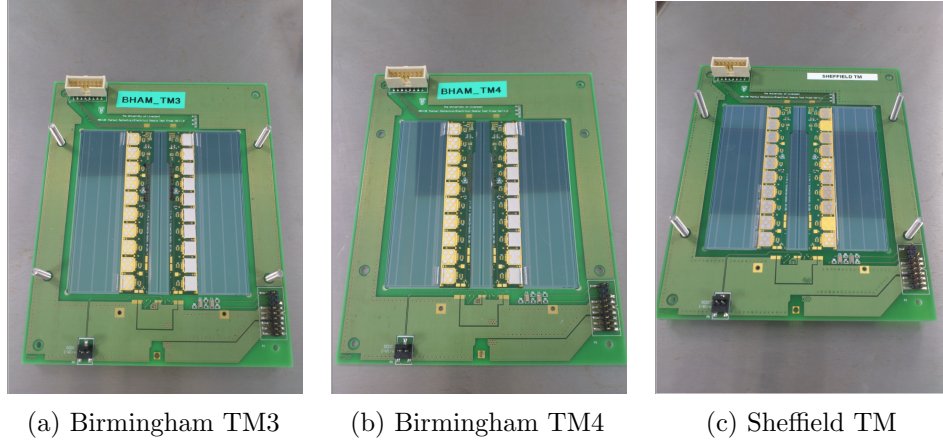 BHAM_TM3
BHAM_TM4
SHEFFIELD TM
(a) Birmingham TM3
(b) Birmingham TM4
(c) Sheffield TM